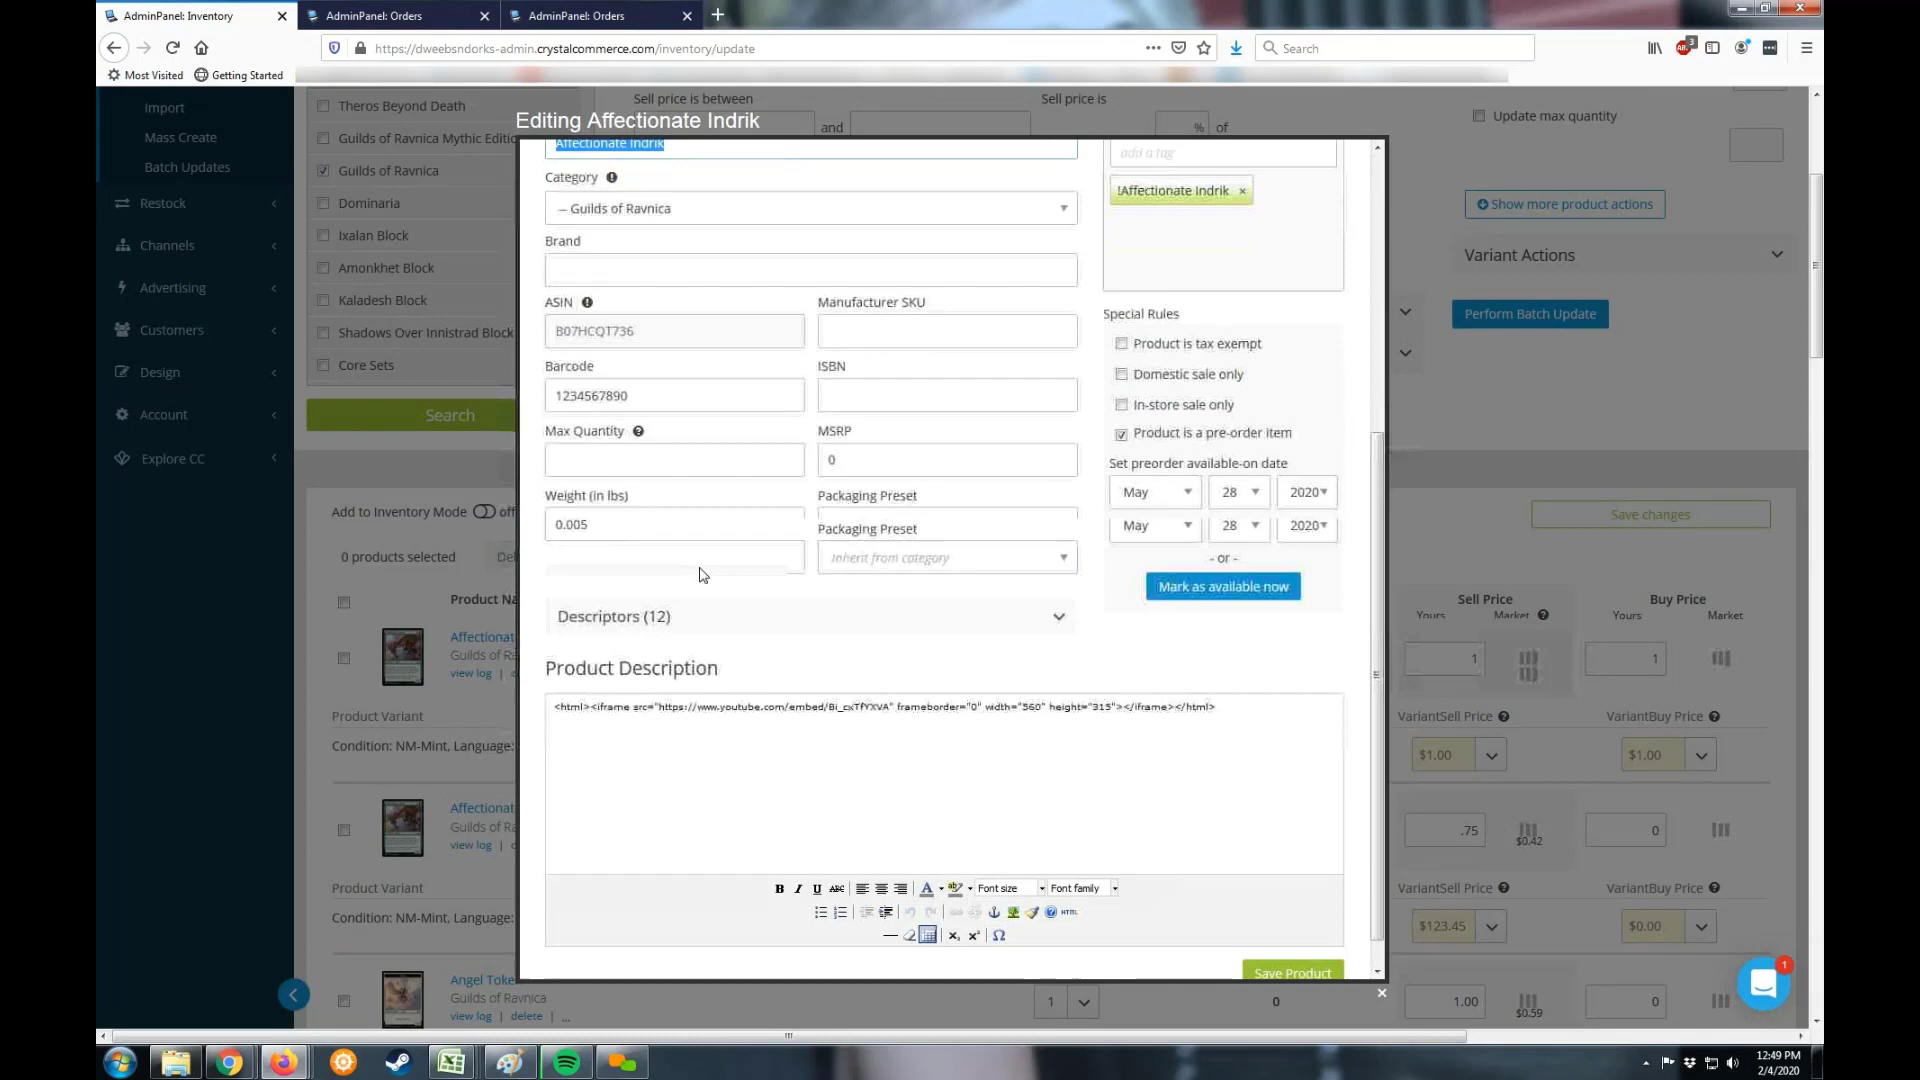 AdminPanel: Inventory
AdminPanel: Orders
AdminPanel: Orders
https://dweebsndorks-admin.crystalcommerce.com/inventory/update
Search
3
Most Visited
Getting Started
Import
Mass Create
Batch Updates
Restock
Channels
Advertising
Customers
Design
Account
Explore CC
Theros Beyond Death
Guilds of Ravnica Mythic Editio
Guilds of Ravnica
Dominaria
Ixalan Block
Amonkhet Block
Kaladesh Block
Shadows Over Innistrad Block
Core Sets
Search
Sell price is between
and
Sell price is
% of
Update max quantity
Show more product actions
Variant Actions
Perform Batch Update
Editing Affectionate Indrik
Affectionate Indrik
Category
-- Guilds of Ravnica
Brand
ASIN
B07HCQT736
Manufacturer SKU
Barcode
1234567890
ISBN
Max Quantity
MSRP
0
Weight (in lbs)
0.005
Packaging Preset
Packaging Preset
Inherit from category
Descriptors (12)
add a tag
!Affectionate Indrik ×
Special Rules
Product is tax exempt
Domestic sale only
In-store sale only
Product is a pre-order item
Set preorder available-on date
May 28 2020
May 28 2020
- or -
Mark as available now
Product Description
<html><iframe src="https://www.youtube.com/embed/8i_cxTfYXVA" frameborder="0" width="560" height="315"></iframe></html>
B I U ABC
Font size
Font family
HTML
Save Product
Add to Inventory Mode off
Save changes
0 products selected
Del
Product Na
Sell Price
Buy Price
Yours Market
Yours Market
Affectionat
Guilds of Ra
view log
1
1
Product Variant
VariantSell Price
VariantBuy Price
Condition: NM-Mint, Language:
$1.00
$1.00
Affectionat
Guilds of Ra
view log
.75
$0.42
0
Product Variant
VariantSell Price
VariantBuy Price
Condition: NM-Mint, Language:
$123.45
$0.00
Angel Toke
Guilds of Ravnica
view log | delete | ...
1
0
1.00
$0.59
0
1
12:49 PM
2/4/2020